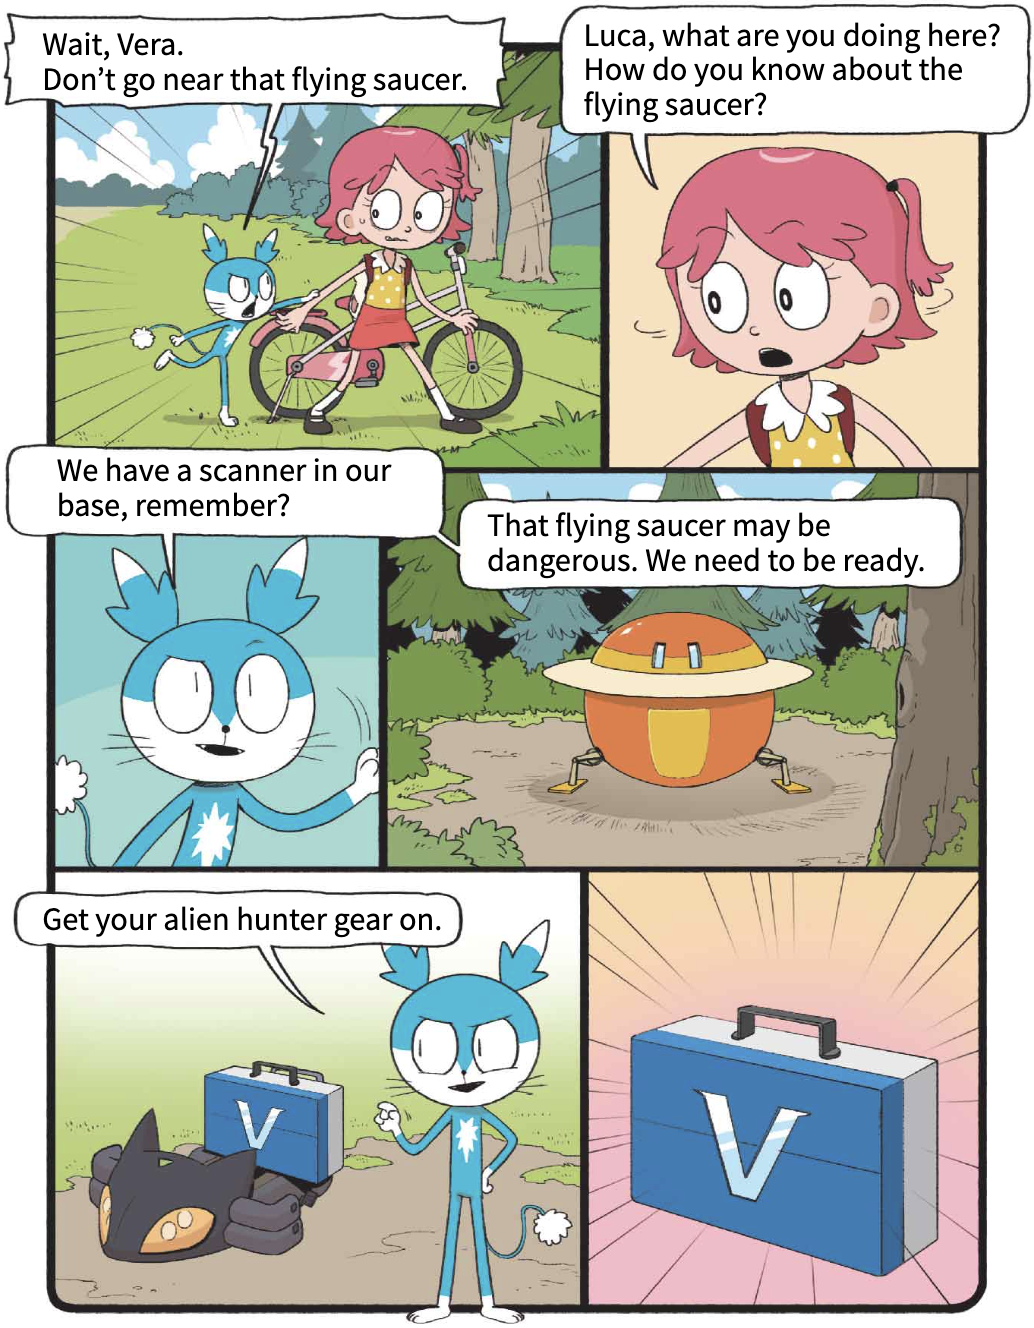 Wait, Vera.
Don't go near that flying saucer.
Luca, what are you doing here?
How do you know about the
flying saucer?
We have a scanner in our
base, remember?
That flying saucer may be
dangerous. We need to be ready.
Get your alien hunter gear on.
V
V